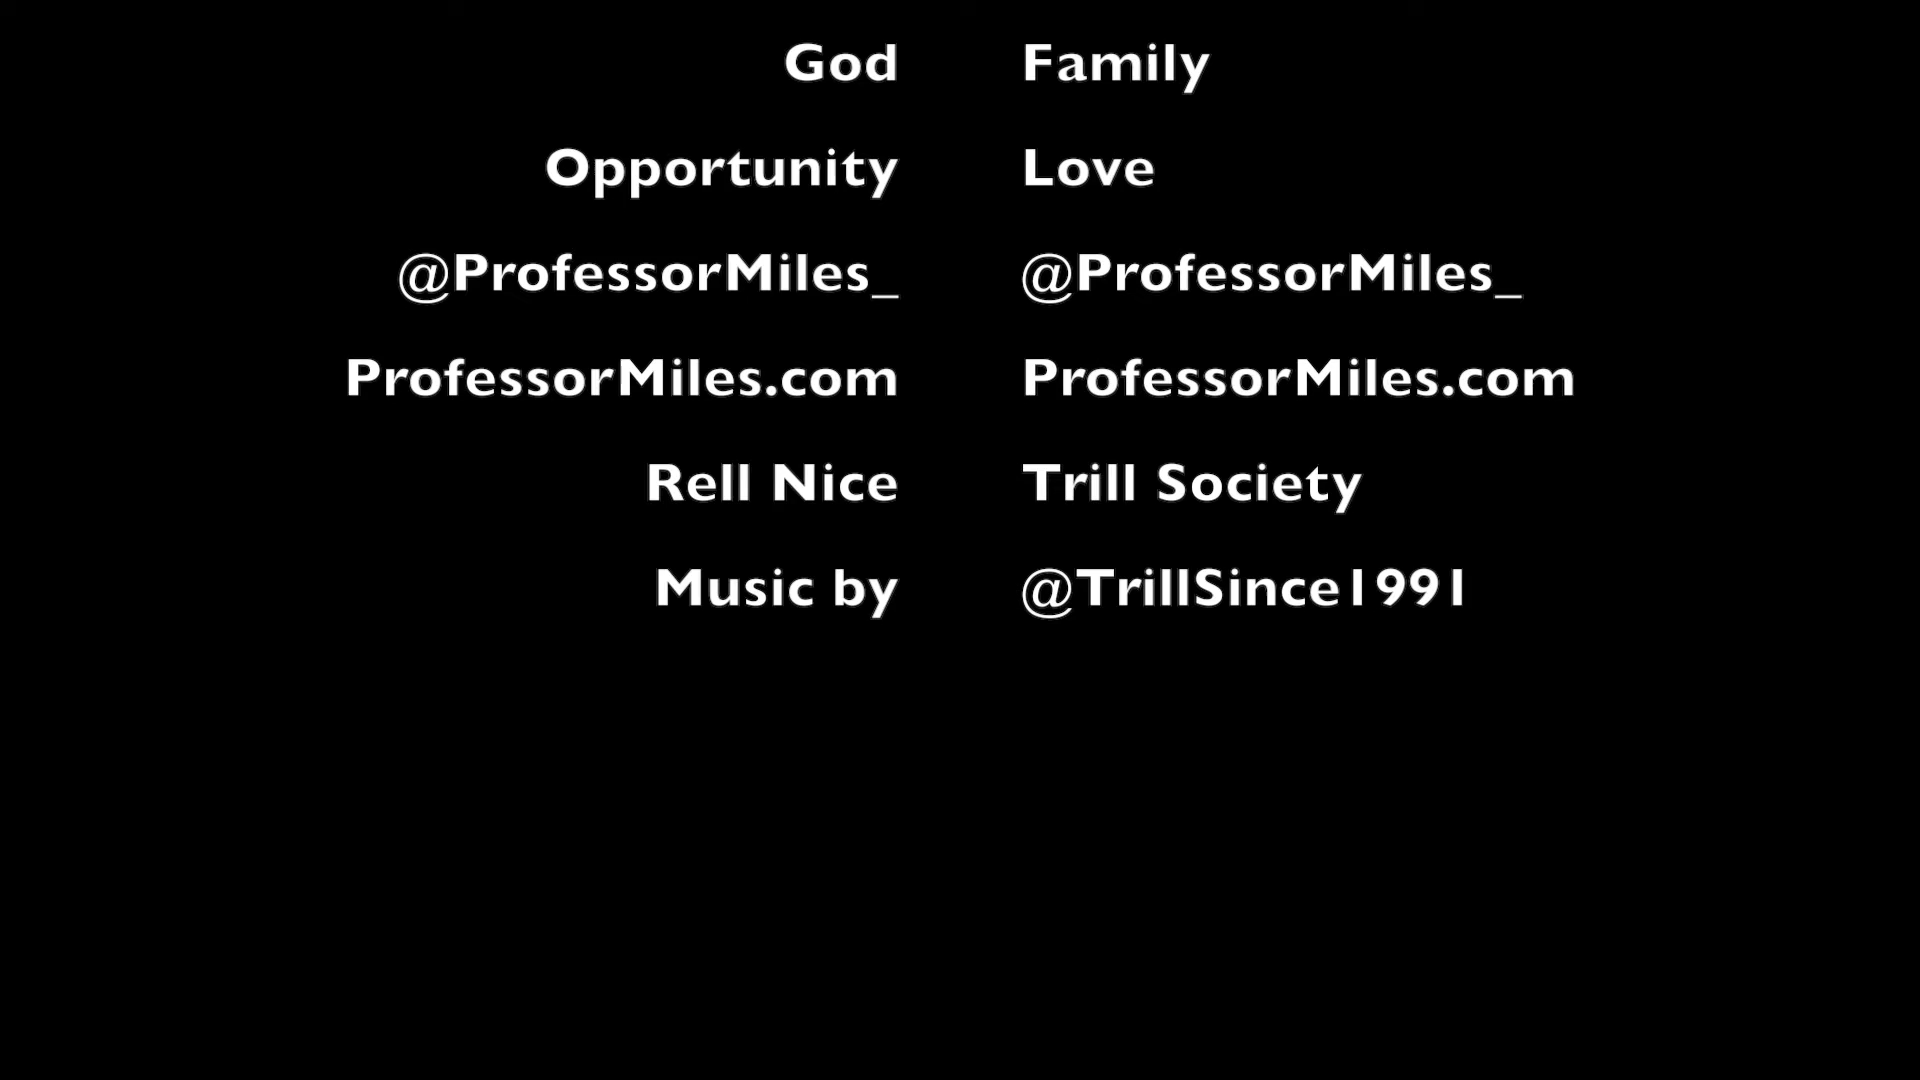 God Family
Opportunity Love
@ProfessorMiles_ @ProfessorMiles_
ProfessorMiles.com ProfessorMiles.com
Rell Nice Trill Society
Music by @TrillSince1991